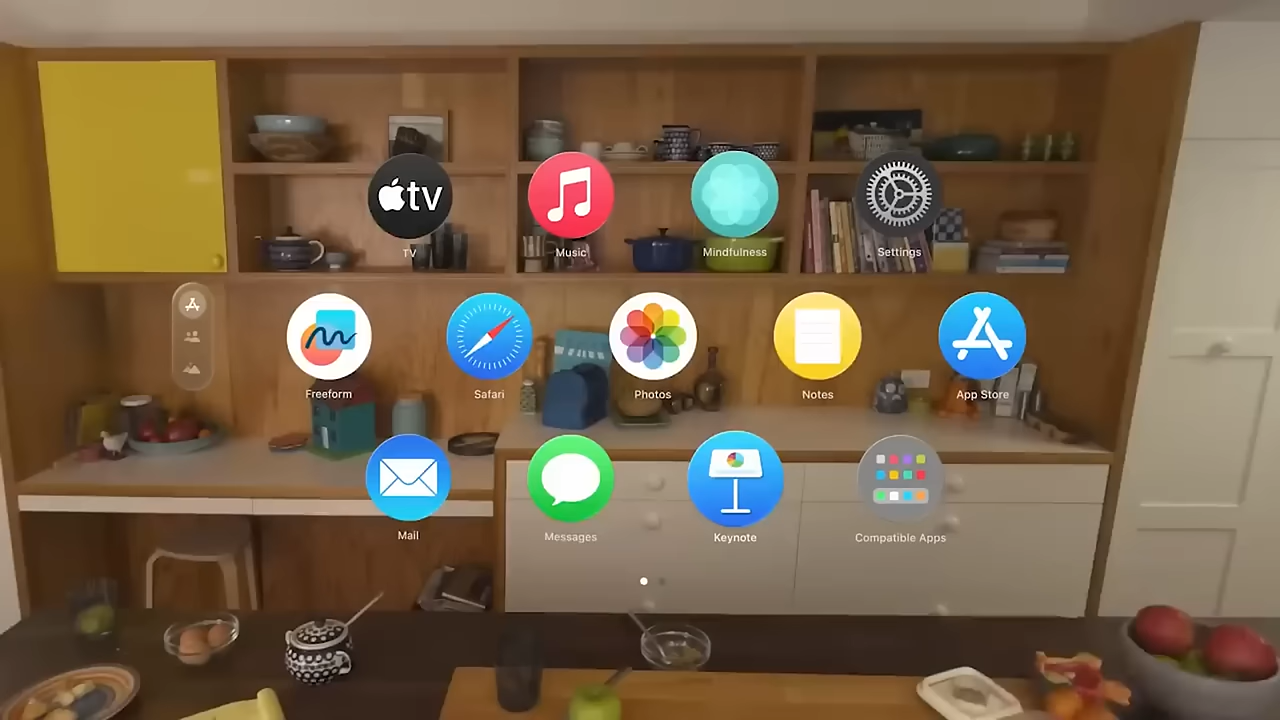 tv
TV
Music
Mindfulness
Settings
Freeform
Safari
Photos
Notes
App Store
Mail
Messages
Keynote
Compatible Apps